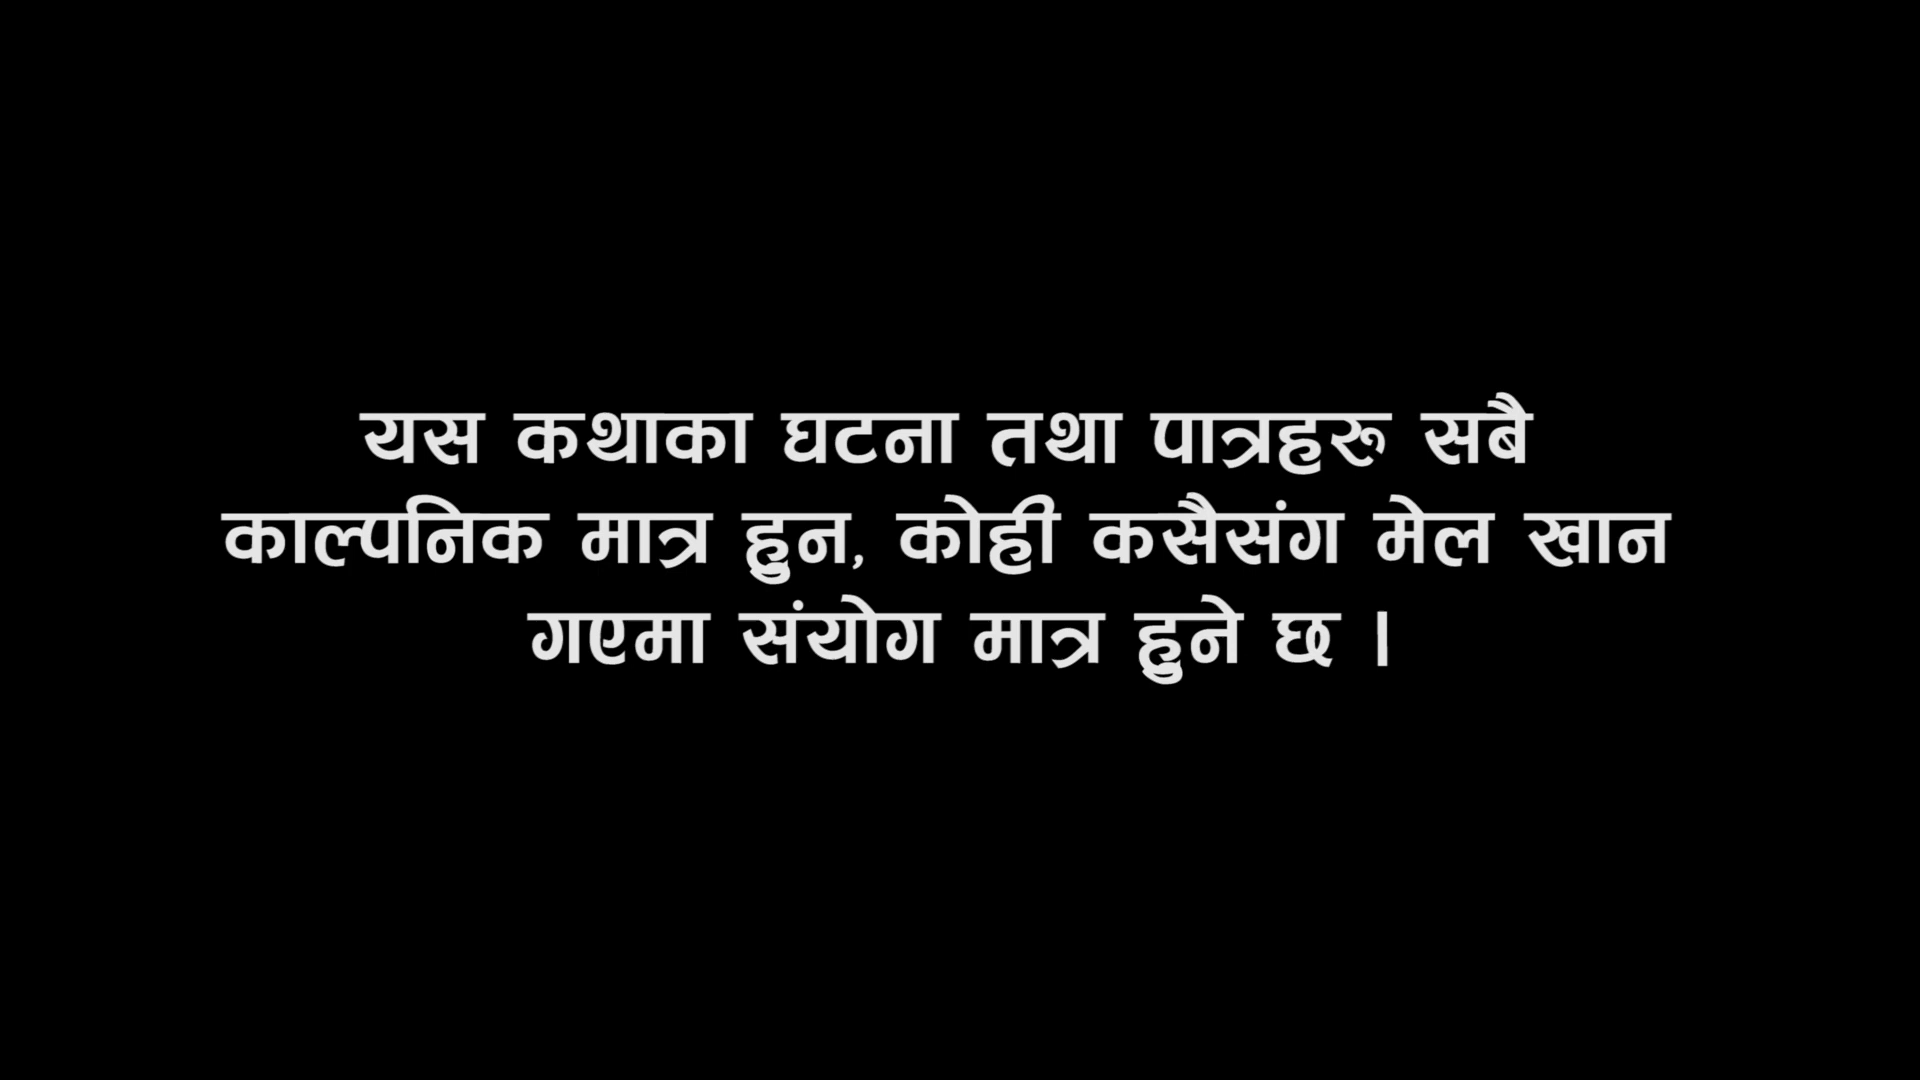 यस कथाका घटना तथा पात्रहरू सबै
काल्पनिक मात्र हुन, कोही कसैसंग मेल खान
गएमा संयोग मात्र हुने छ ।